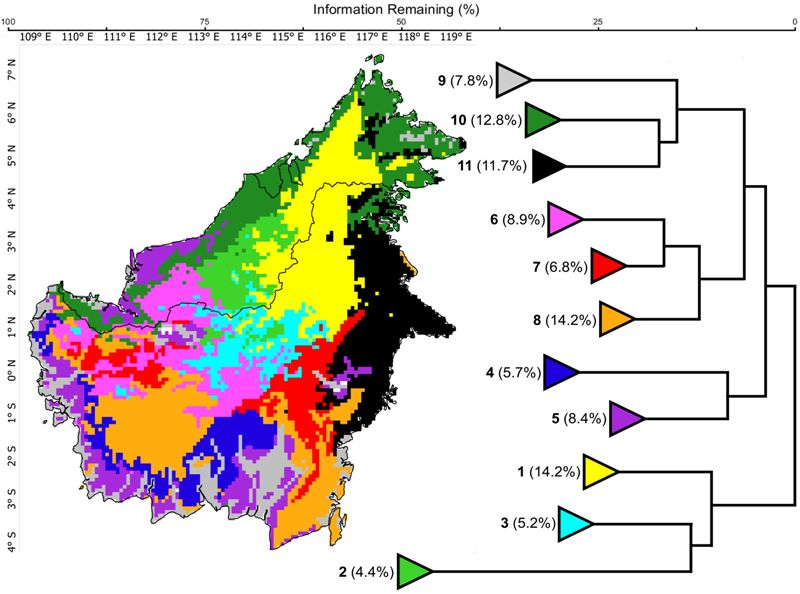 Information Remaining (%)
100 75 50 25 0
109° E 110° E 111° E 112° E 113° E 114° E 115° E 116° E 117° E 118° E 119° E
7° N
6° N
5° N
4° N
3° N
2° N
1° N
0° N
1° S
2° S
3° S
4° S
9 (7.8%)
10 (12.8%)
11 (11.7%)
6 (8.9%)
7 (6.8%)
8 (14.2%)
4 (5.7%)
5 (8.4%)
1 (14.2%)
3 (5.2%)
2 (4.4%)